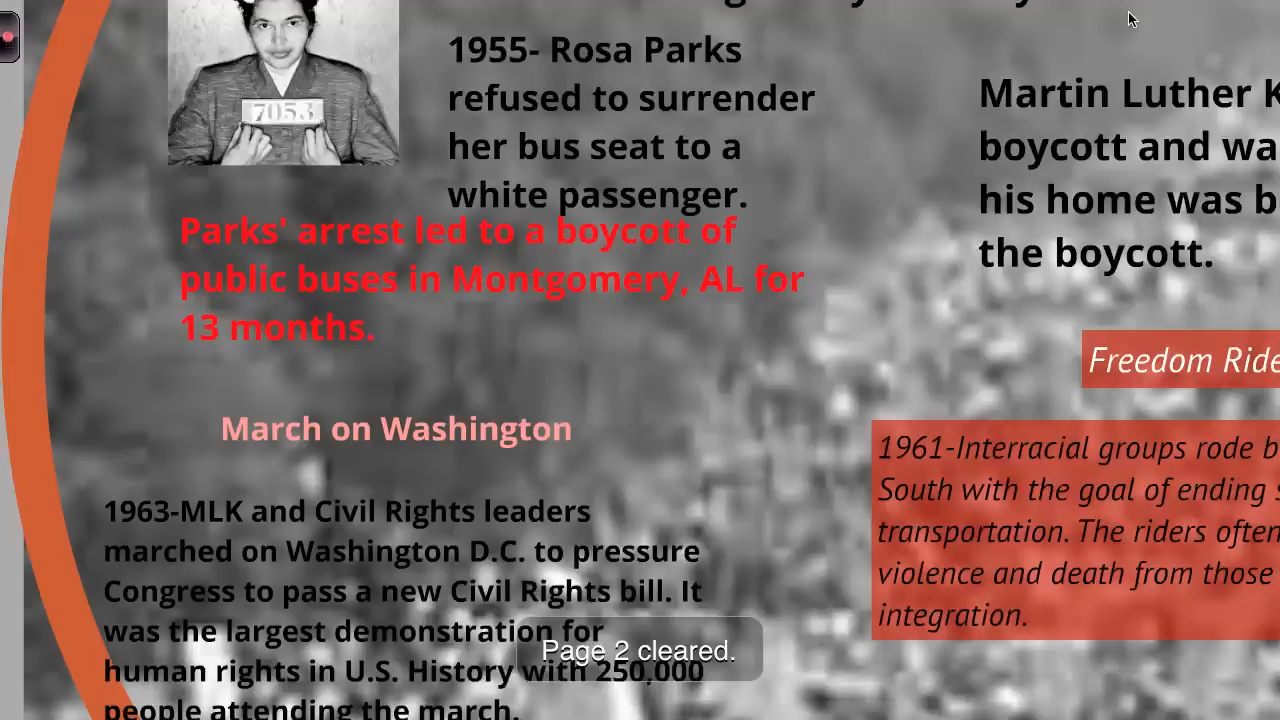 7053
1955- Rosa Parks
refused to surrender
her bus seat to a
white passenger.
Parks' arrest led to a boycott of
public buses in Montgomery, AL for
13 months.
Martin Luther K
boycott and wa
his home was b
the boycott.
March on Washington
1963-MLK and Civil Rights leaders
marched on Washington D.C. to pressure
Congress to pass a new Civil Rights bill. It
was the largest demonstration for
human rights in U.S. History with 250,000
people attending the march.
Freedom Ride
1961-Interracial groups rode b
South with the goal of ending s
transportation. The riders often
violence and death from those
integration.
Page 2 cleared.